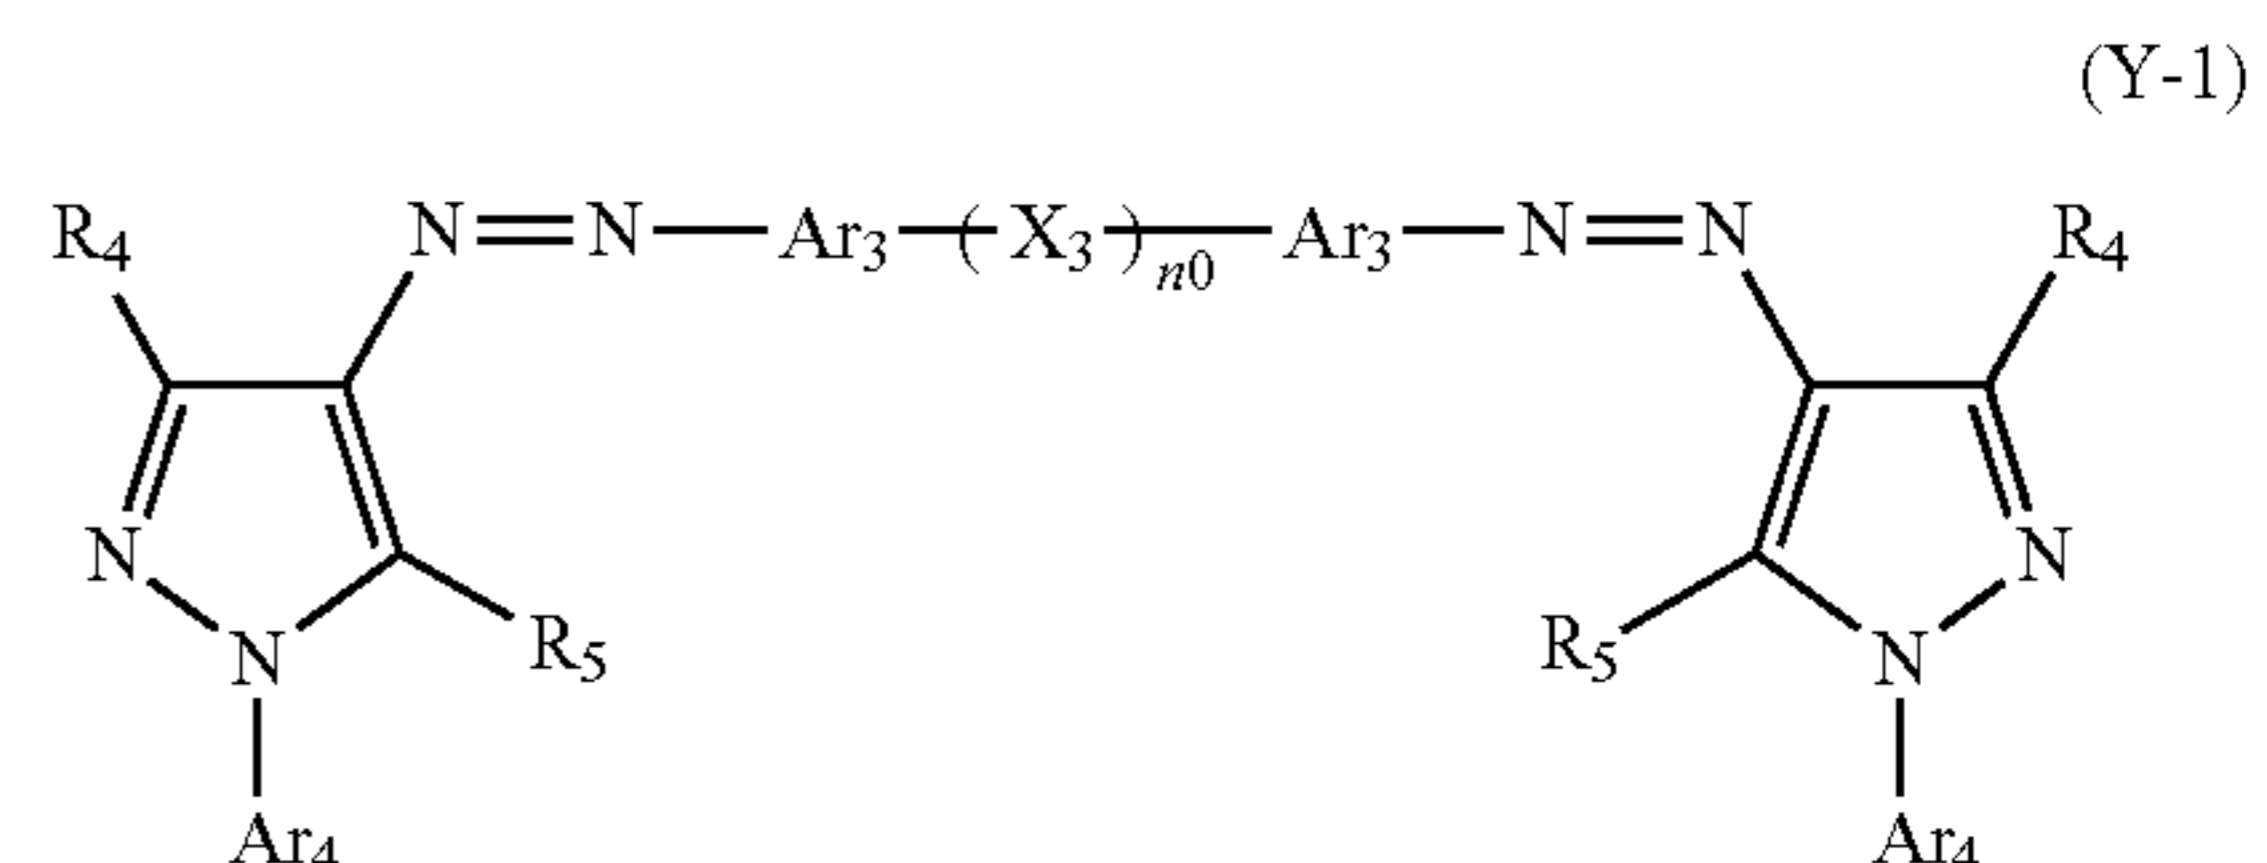 (Y-1)
R4 N=N—Ar3—(X3)n0—Ar3—N=N R4
N N
R5 R5
N N
Ar4 Ar4